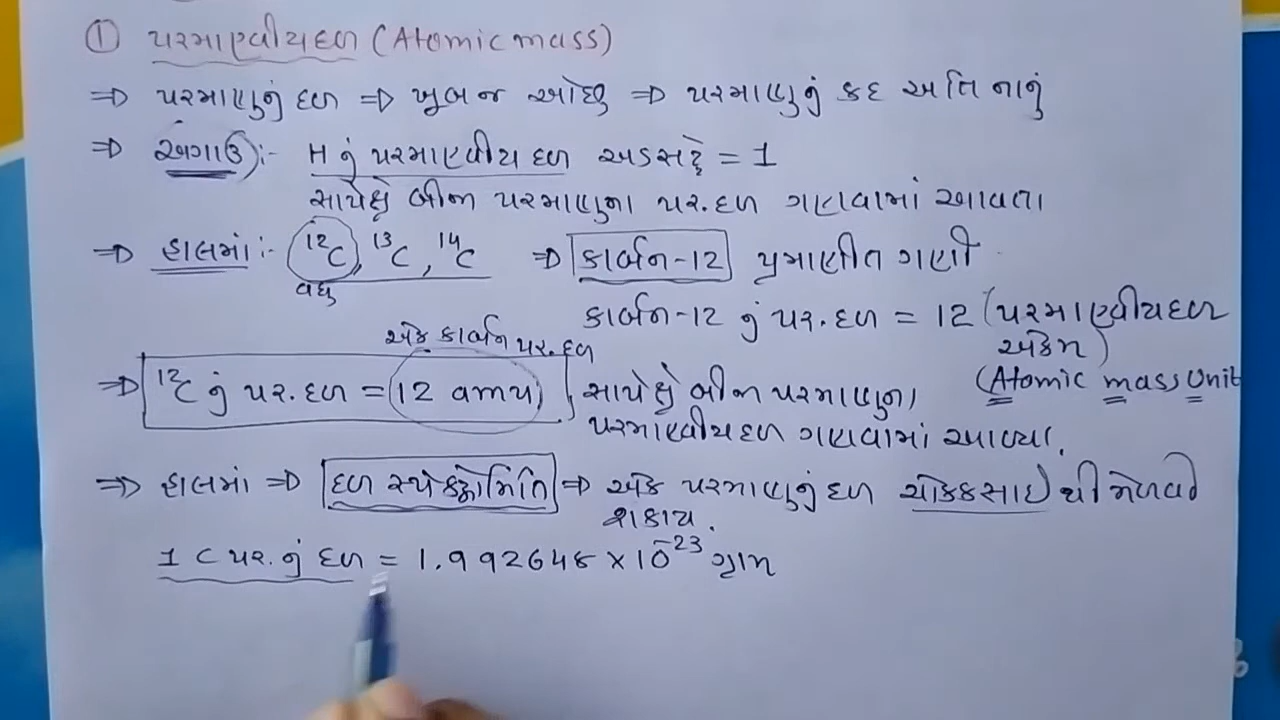 ① પરમાણ્વીય દળ (Atomic mass)
⇒ પરમાણુનું દળ ⇒ ખુબ જ ઓછુ ⇒ પરમાણુનું કદ અતિ નાનું
⇒ અગાઉ :- H નું પરમાણ્વીય દળ અડસટ્ટે = 1
સાપેક્ષે બીજા પરમાણુના પર. દળ ગણવામાં આવતા
⇒ હાલમાં :- ¹²C, ¹³C, ¹⁴C ⇒ કાર્બન-12 પ્રમાણીત ગણી
વધુ
કાર્બન-12 નું પર. દળ = 12 (પરમાણ્વીય દળ
એકમ)
(Atomic mass Unit
એક કાર્બન પર. દળ
⇒ ¹²C નું પર. દળ = 12 amu સાપેક્ષે બીજા પરમાણુના
પરમાણ્વીય દળ ગણવામાં આવ્યા.
⇒ હાલમાં ⇒ દળ સ્પેક્ટ્રોમિતિ ⇒ એક પરમાણુનું દળ ચોક્કસાઇથી મેળવી
શકાય.
1 C પર. નું દળ = 1.992648 × 10⁻²³ ગ્રામ